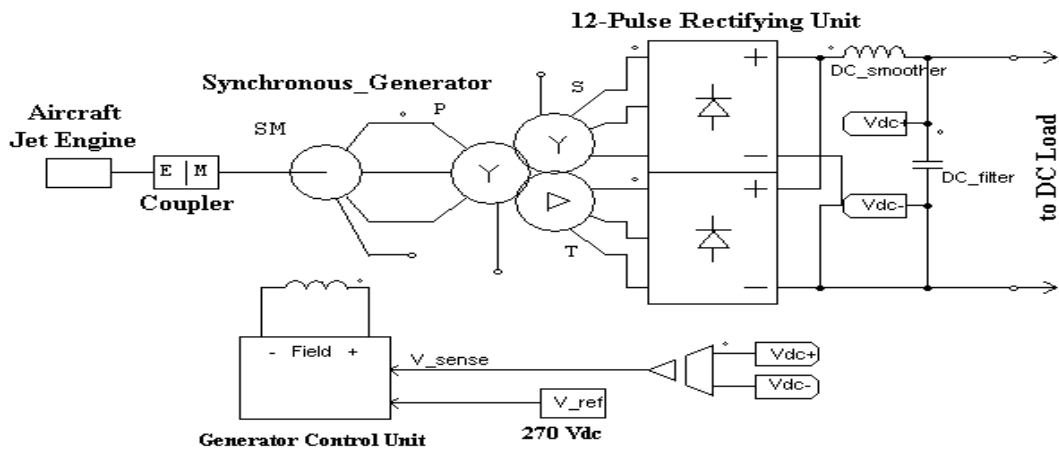 12-Pulse Rectifying Unit
Synchronous_Generator
Aircraft
Jet Engine
E M
Coupler
SM
P
S
Y
Y
T
+
−
+
−
DC_smoother
Vdc+
DC_filter
Vdc-
to DC Load
- Field +
V_sense
V_ref
270 Vdc
Vdc+
Vdc-
Generator Control Unit